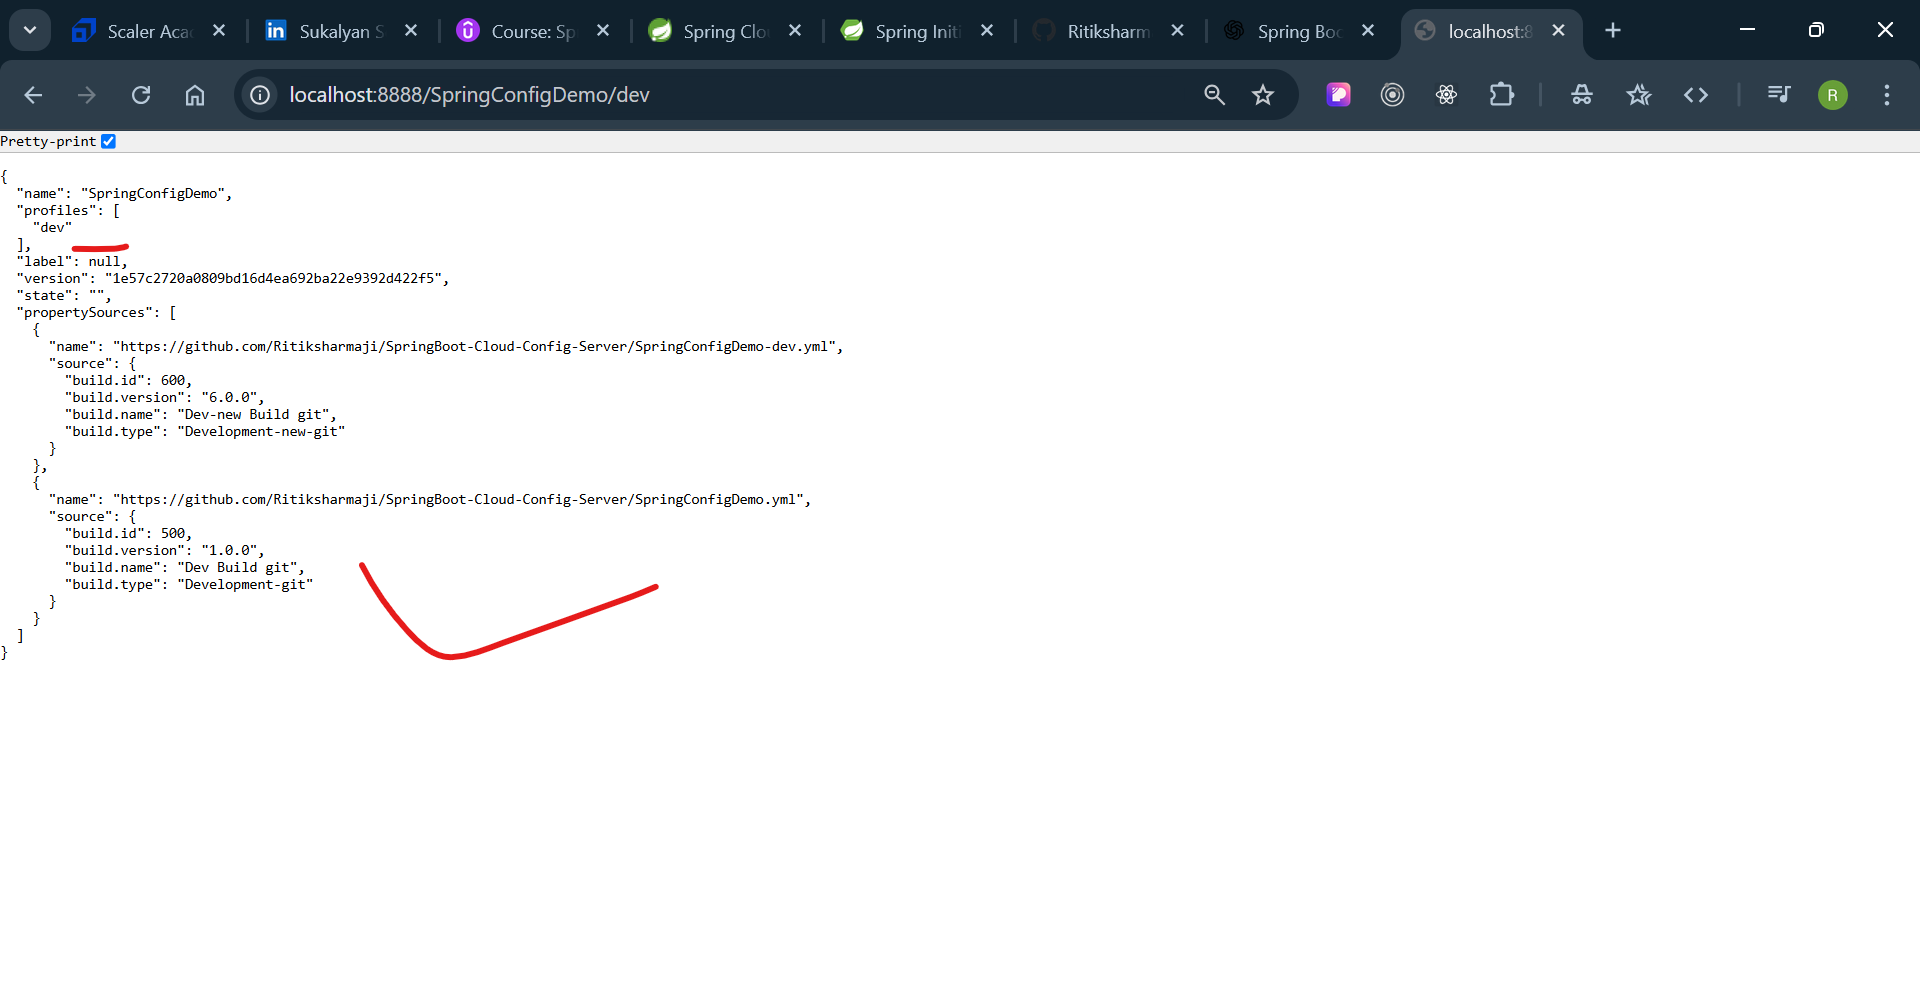 Scaler Aca
Sukalyan S
Course: Sp
Spring Clo
Spring Init
Ritiksharm
Spring Boo
localhost:8
localhost:8888/SpringConfigDemo/dev
R
Pretty-print
{
"name": "SpringConfigDemo",
"profiles": [
"dev"
],
"label": null,
"version": "1e57c2720a0809bd16d4ea692ba22e9392d422f5",
"state": "",
"propertySources": [
{
"name": "https://github.com/Ritiksharmaji/SpringBoot-Cloud-Config-Server/SpringConfigDemo-dev.yml",
"source": {
"build.id": 600,
"build.version": "6.0.0",
"build.name": "Dev-new Build git",
"build.type": "Development-new-git"
}
},
{
"name": "https://github.com/Ritiksharmaji/SpringBoot-Cloud-Config-Server/SpringConfigDemo.yml",
"source": {
"build.id": 500,
"build.version": "1.0.0",
"build.name": "Dev Build git",
"build.type": "Development-git"
}
}
]
}